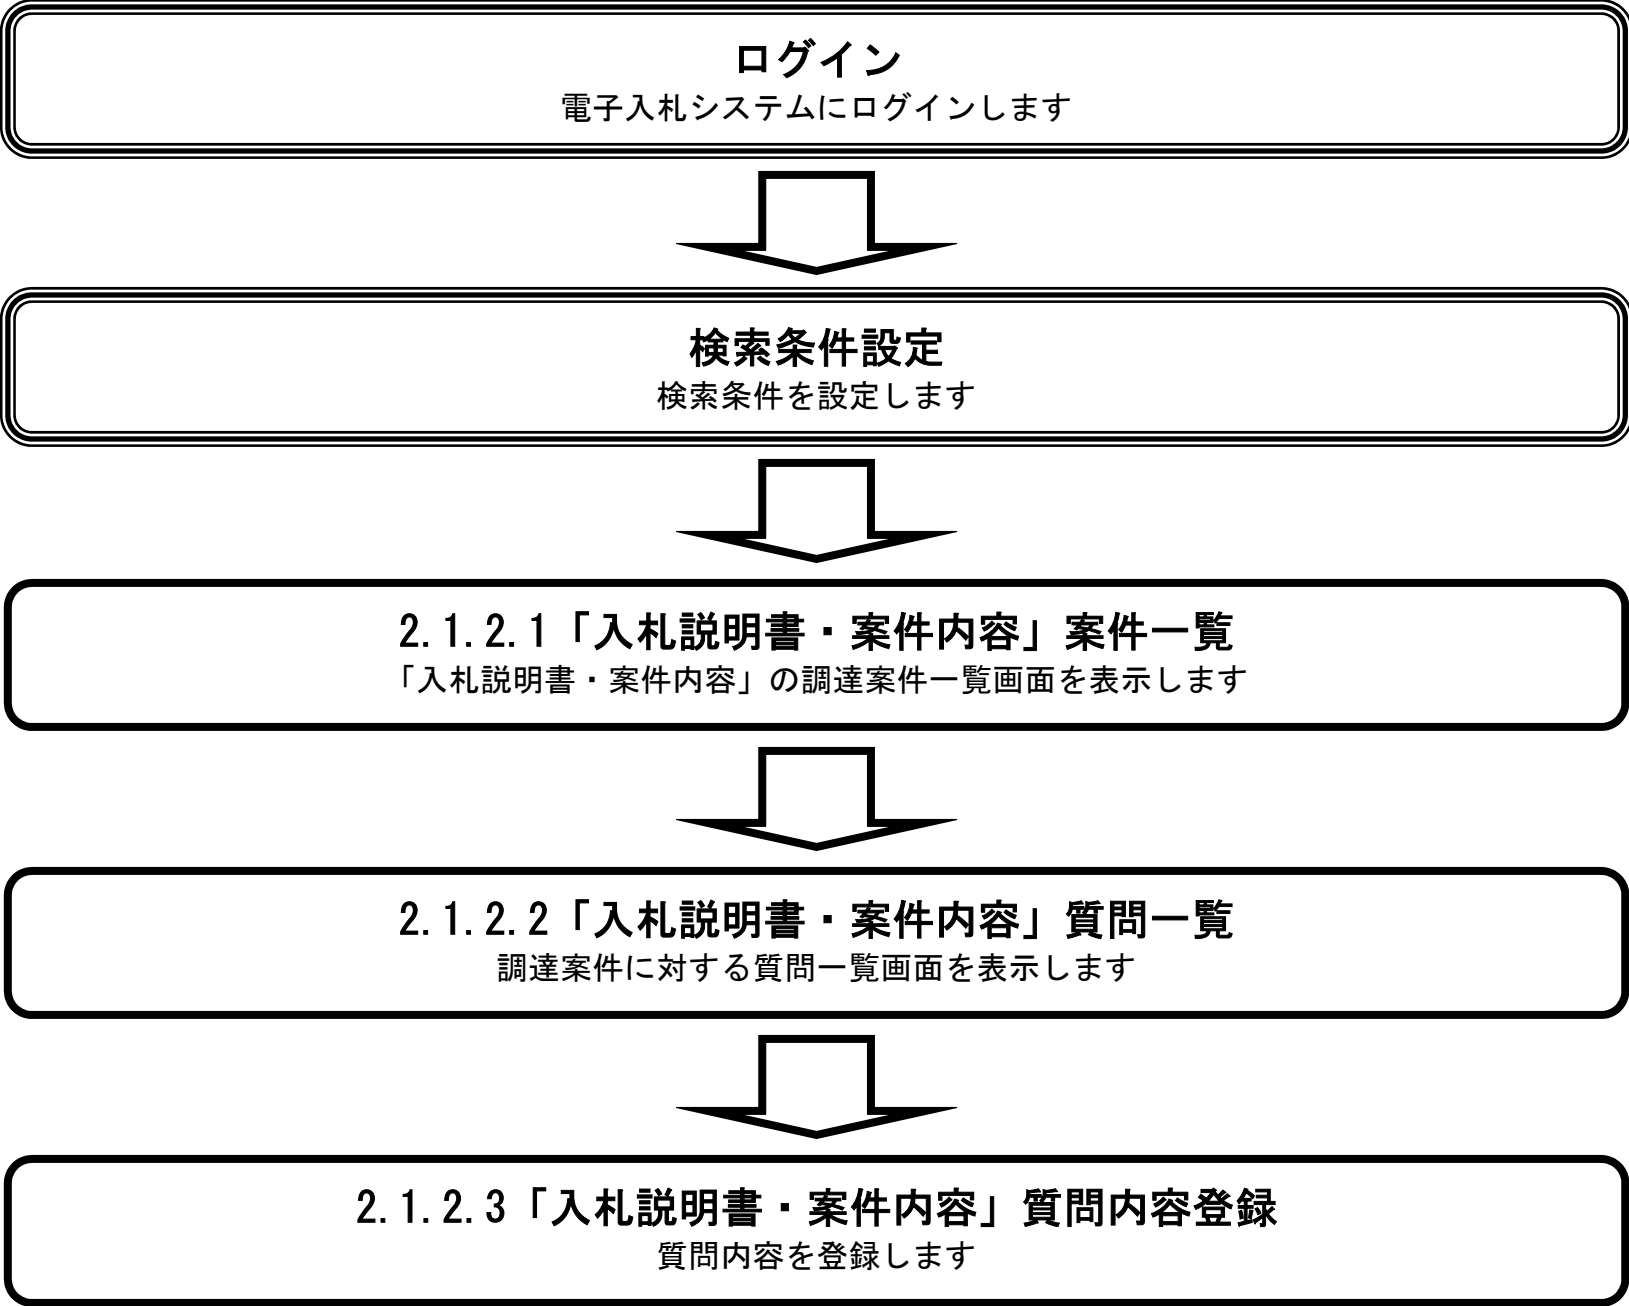 ログイン
電子入札システムにログインします
検索条件設定
検索条件を設定します
2.1.2.1「入札説明書・案件内容」案件一覧
「入札説明書・案件内容」の調達案件一覧画面を表示します
2.1.2.2「入札説明書・案件内容」質問一覧
調達案件に対する質問一覧画面を表示します
2.1.2.3「入札説明書・案件内容」質問内容登録
質問内容を登録します